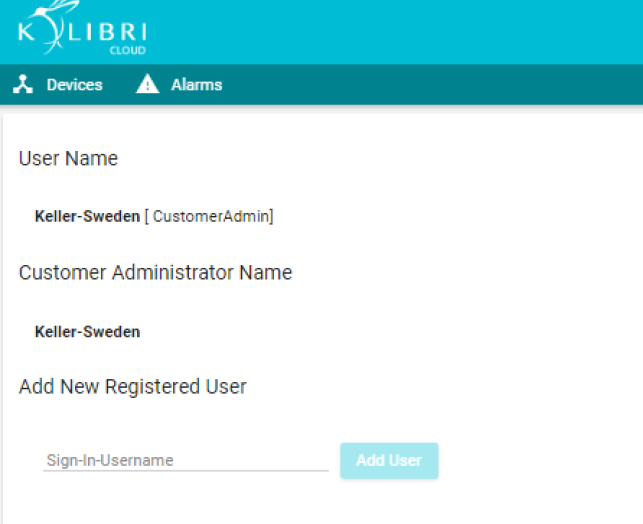 KOLIBRI
CLOUD
Devices Alarms
User Name
Keller-Sweden [ CustomerAdmin]
Customer Administrator Name
Keller-Sweden
Add New Registered User
Sign-In-Username Add User